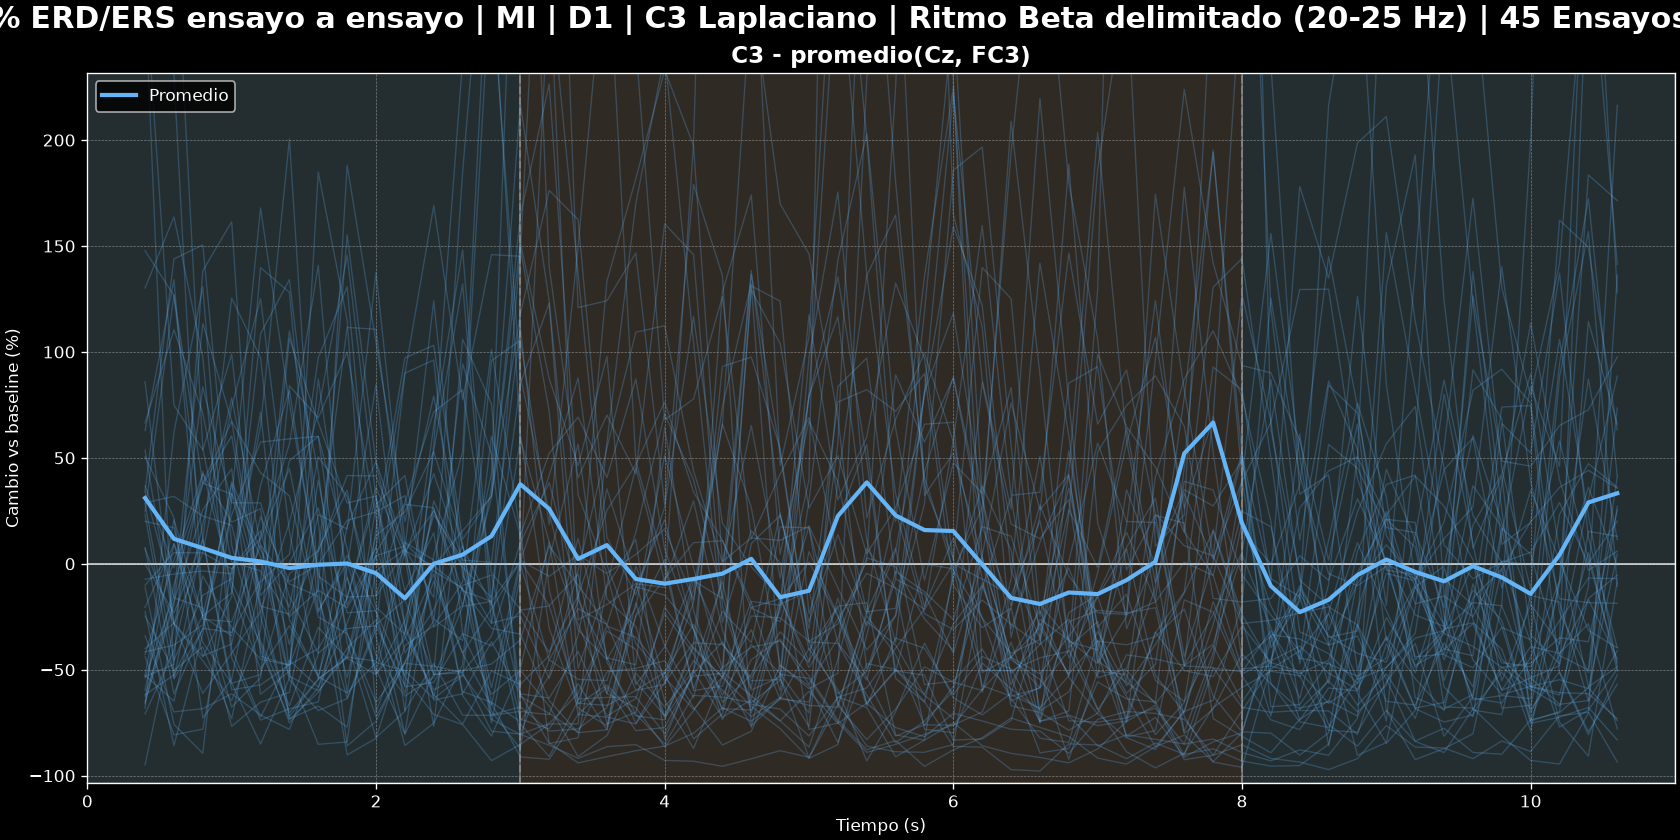 % ERD/ERS ensayo a ensayo | MI | D1 | C3 Laplaciano | Ritmo Beta delimitado (20-25 Hz) | 45 Ensayos
C3 - promedio(Cz, FC3)
Promedio
200
150
100
50
0
−50
−100
Cambio vs baseline (%)
0 2 4 6 8 10
Tiempo (s)